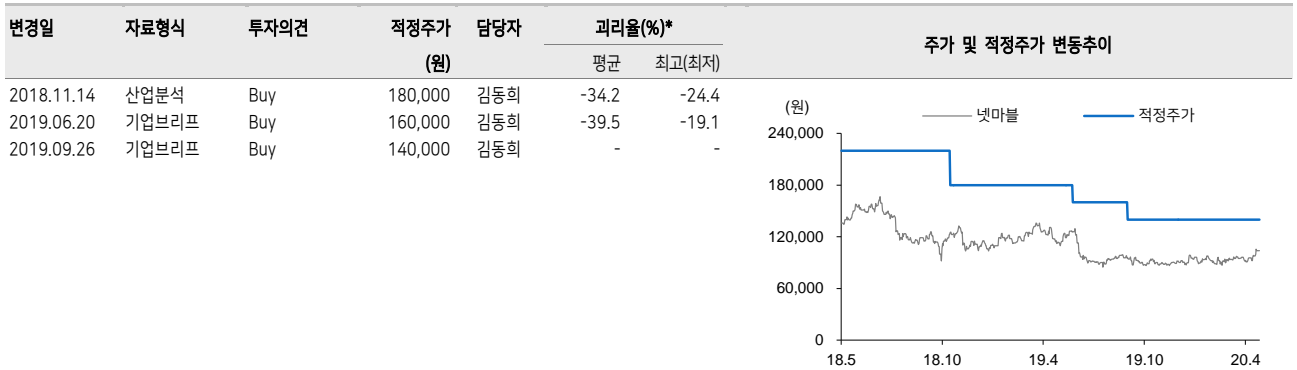 변경일 자료형식 투자의견 적정주가 담당자 괴리율(%)*
(원) 평균 최고(최저)
2018.11.14 산업분석 Buy 180,000 김동희 -34.2 -24.4
2019.06.20 기업브리프 Buy 160,000 김동희 -39.5 -19.1
2019.09.26 기업브리프 Buy 140,000 김동희 - -
주가 및 적정주가 변동추이
(원)
넷마블 적정주가
240,000
180,000
120,000
60,000
0
18.5 18.10 19.4 19.10 20.4